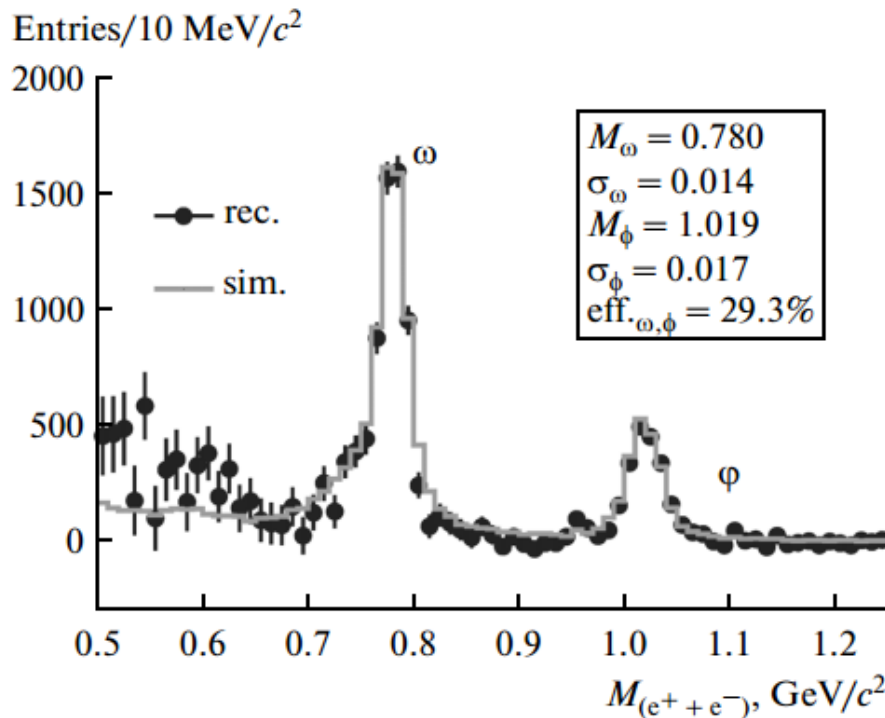 Entries/10 MeV/c²
2000
1500
1000
500
0
ω
rec.
sim.
M_ω = 0.780
σ_ω = 0.014
M_ϕ = 1.019
σ_ϕ = 0.017
eff._ω,ϕ = 29.3%
φ
0.5 0.6 0.7 0.8 0.9 1.0 1.1 1.2
M_(e⁺ + e⁻), GeV/c²